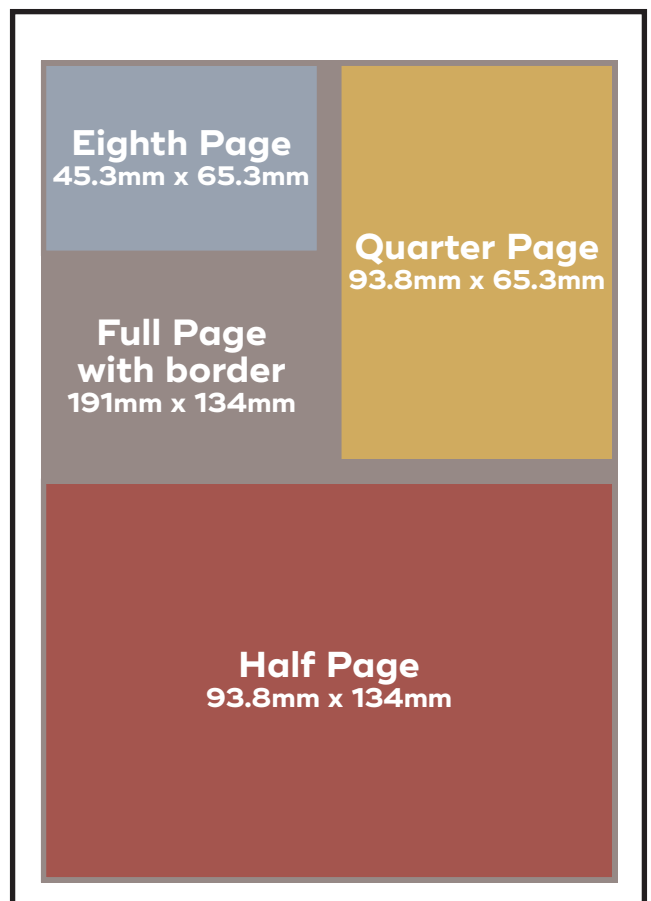 Eighth Page
45.3mm x 65.3mm
Quarter Page
93.8mm x 65.3mm
Full Page
with border
191mm x 134mm
Half Page
93.8mm x 134mm